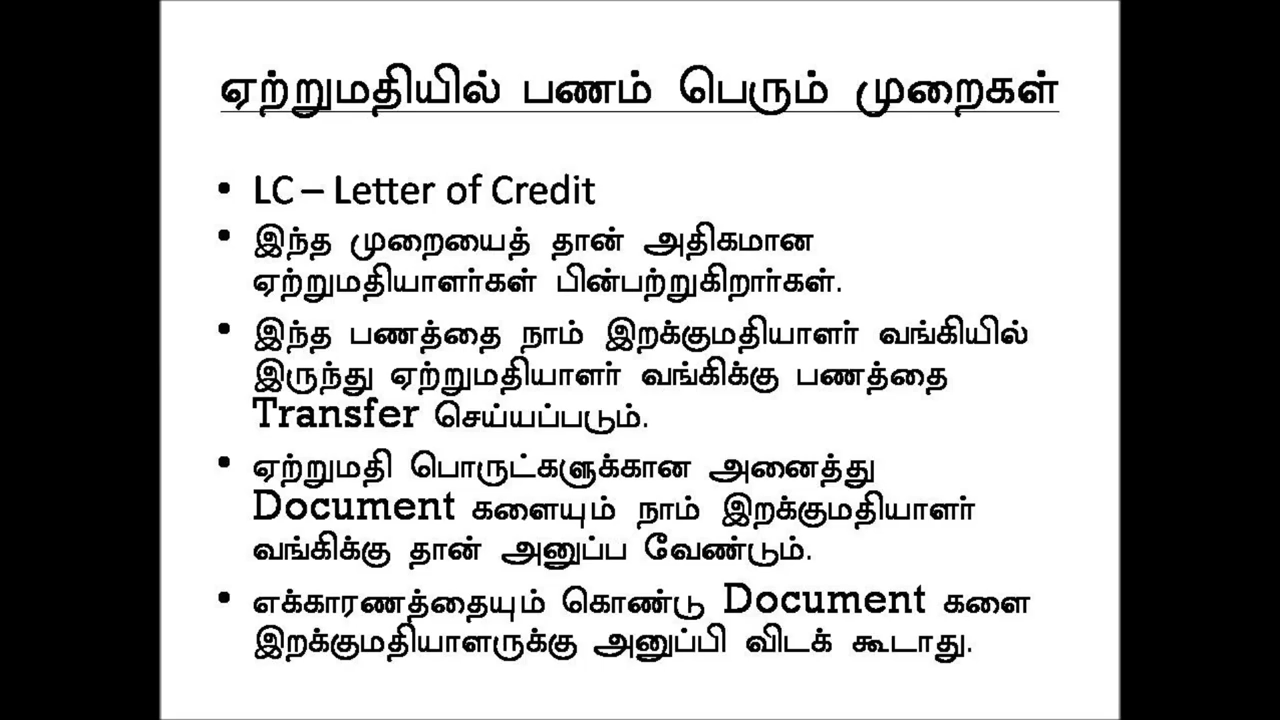 ஏற்றுமதியில் பணம் பெரும் முறைகள்
• LC – Letter of Credit
• இந்த முறையைத் தான் அதிகமான
ஏற்றுமதியாளர்கள் பின்பற்றுகிறார்கள்.
• இந்த பணத்தை நாம் இறக்குமதியாளர் வங்கியில்
இருந்து ஏற்றுமதியாளர் வங்கிக்கு பணத்தை
Transfer செய்யப்படும்.
• ஏற்றுமதி பொருட்களுக்கான அனைத்து
Document களையும் நாம் இறக்குமதியாளர்
வங்கிக்கு தான் அனுப்ப வேண்டும்.
• எக்காரணத்தையும் கொண்டு Document களை
இறக்குமதியாளருக்கு அனுப்பி விடக் கூடாது.